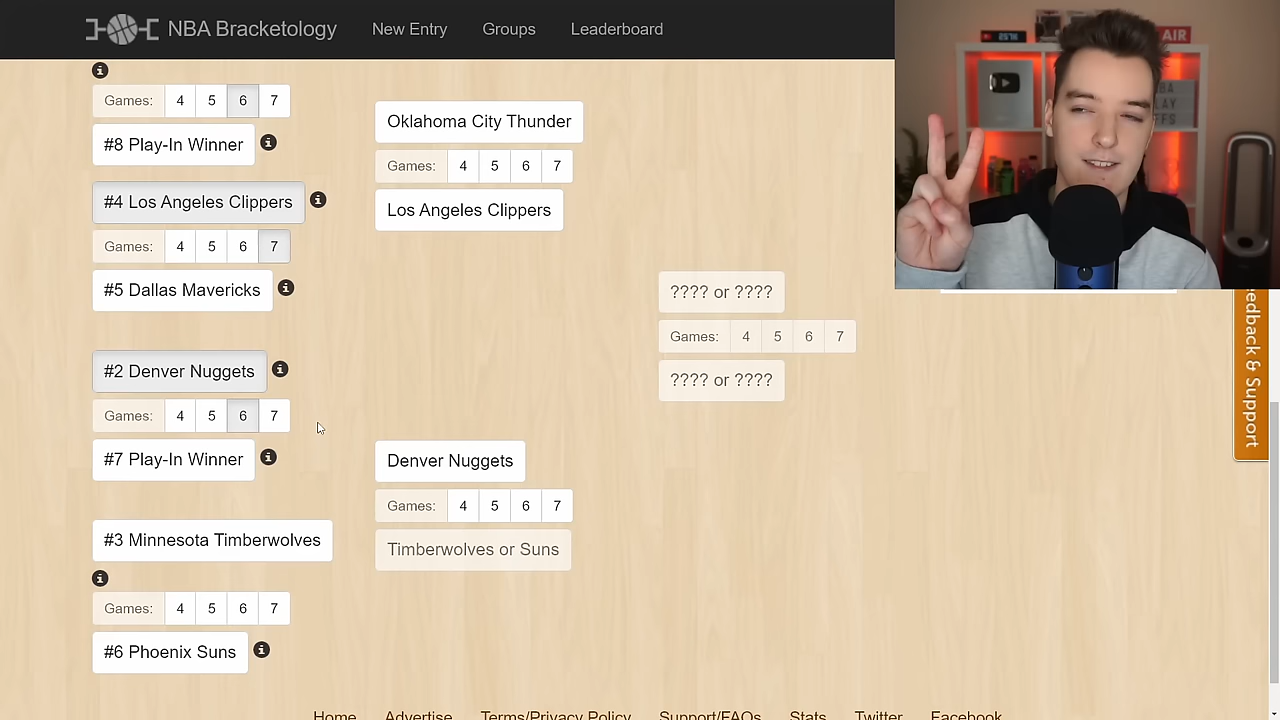 NBA Bracketology
New Entry
Groups
Leaderboard
Games: 4 5 6 7
#8 Play-In Winner
#4 Los Angeles Clippers
Games: 4 5 6 7
#5 Dallas Mavericks
#2 Denver Nuggets
Games: 4 5 6 7
#7 Play-In Winner
#3 Minnesota Timberwolves
Games: 4 5 6 7
#6 Phoenix Suns
Oklahoma City Thunder
Games: 4 5 6 7
Los Angeles Clippers
Denver Nuggets
Games: 4 5 6 7
Timberwolves or Suns
???? or ????
Games: 4 5 6 7
???? or ????
AIR
edback & Support
Home
Advertise
Terms/Privacy Policy
Support/FAQs
Stats
Twitter
Facebook